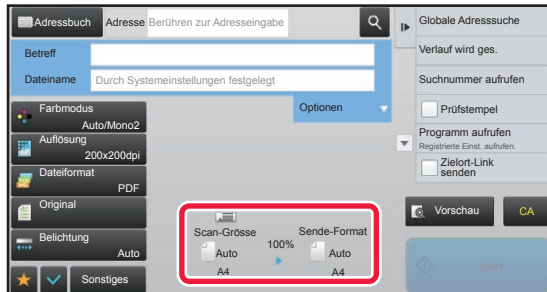 Adressbuch
Adresse
Berühren zur Adresseingabe
Betreff
Dateiname
Durch Systemeinstellungen festgelegt
Optionen
Farbmodus
Auto/Mono2
Auflösung
200x200dpi
Dateiformat
PDF
Original
Belichtung
Auto
Sonstiges
Scan-Grösse
Auto
A4
100%
Sende-Format
Auto
A4
Globale Adresssuche
Verlauf wird ges.
Suchnummer aufrufen
Prüfstempel
Programm aufrufen
Registrierte Einst. aufrufen.
Zielort-Link
senden
Vorschau
CA
Start